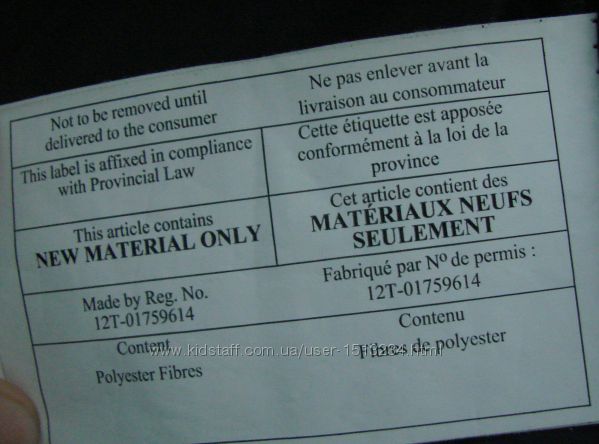 Not to be removed until
delivered to the consumer
Ne pas enlever avant la
livraison au consommateur
This label is affixed in compliance
with Provincial Law
Cette étiquette est apposée
conformément à la loi de la
province
This article contains
NEW MATERIAL ONLY
Cet article contient des
MATÉRIAUX NEUFS
SEULEMENT
Made by Reg. No.
12T-01759614
Fabriqué par Nº de permis :
12T-01759614
Content
Polyester Fibres
Contenu
Fibres de polyester
www.kidstaff.com.ua/user-
.html